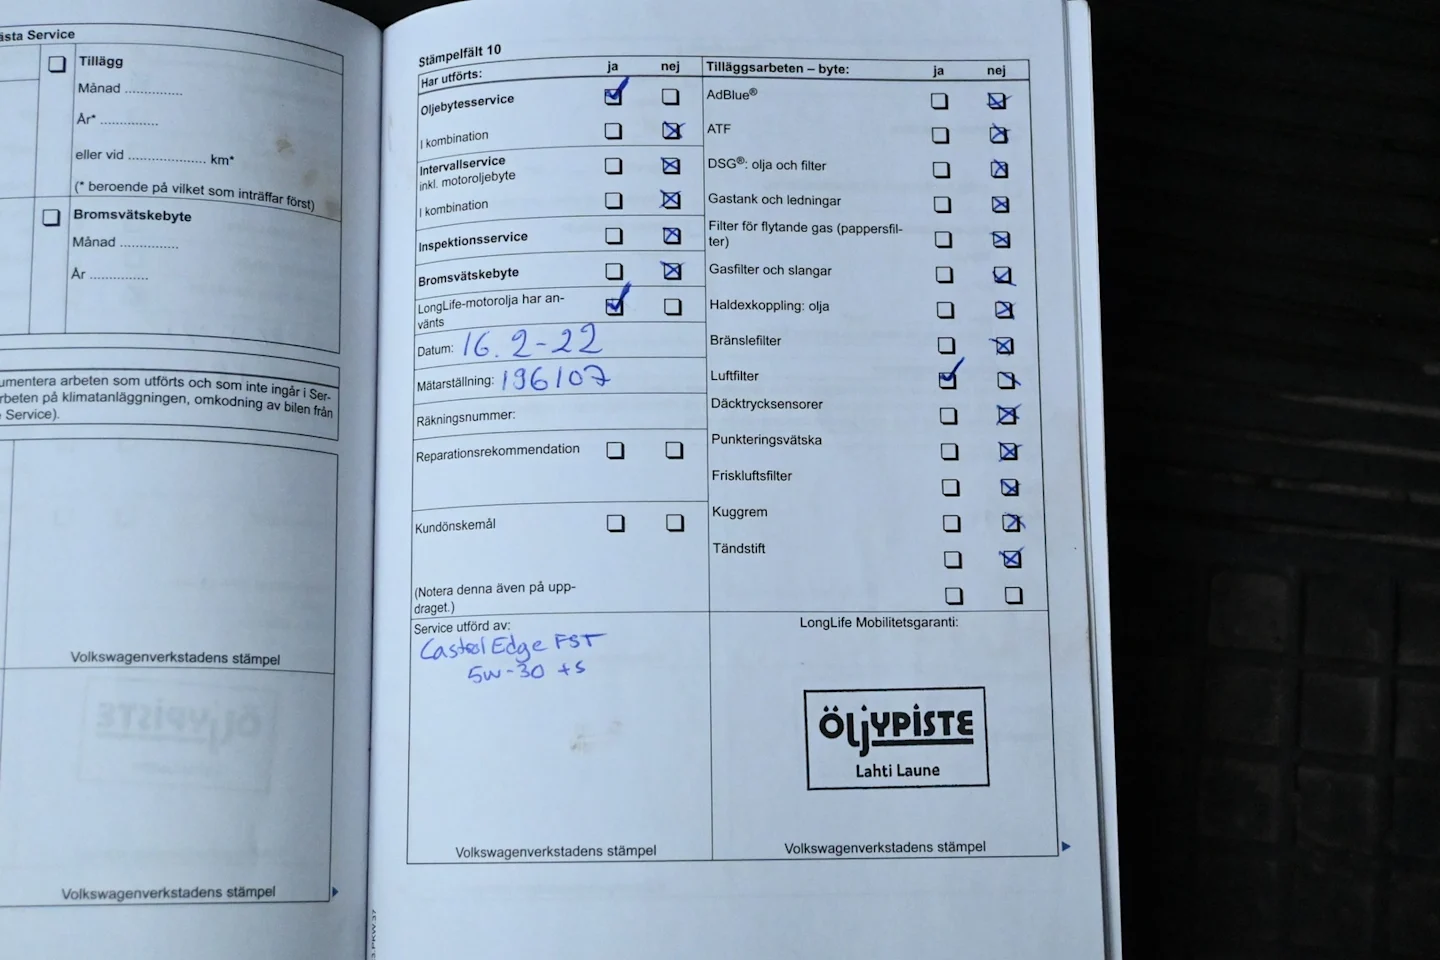 ästa Service
Tillägg
Månad ..............
År* ..............
eller vid ................... km*
(* beroende på vilket som inträffar först)
Bromsvätskebyte
Månad ..............
År ..............
umentera arbeten som utförts och som inte ingår i Ser-
rbeten på klimatanläggningen, omkodning av bilen från
Service).
Volkswagenverkstadens stämpel
Volkswagenverkstadens stämpel
Stämpelfält 10
Har utförts: ja nej
Oljebytesservice
I kombination
Intervallservice
inkl. motoroljebyte
I kombination
Inspektionsservice
Bromsvätskebyte
LongLife-motorolja har an-
vänts
Datum: 16.2-22
Mätarställning: 196107
Räkningsnummer:
Reparationsrekommendation
Kundönskemål
(Notera denna även på upp-
draget.)
Service utförd av:
Castrol Edge FST
5W-30 +s
Volkswagenverkstadens stämpel
Tilläggsarbeten – byte: ja nej
AdBlue®
ATF
DSG®: olja och filter
Gastank och ledningar
Filter för flytande gas (pappersfil-
ter)
Gasfilter och slangar
Haldexkoppling: olja
Bränslefilter
Luftfilter
Däcktrycksensorer
Punkteringsvätska
Friskluftsfilter
Kuggrem
Tändstift
LongLife Mobilitetsgaranti:
ÖljYPISTE
Lahti Laune
Volkswagenverkstadens stämpel